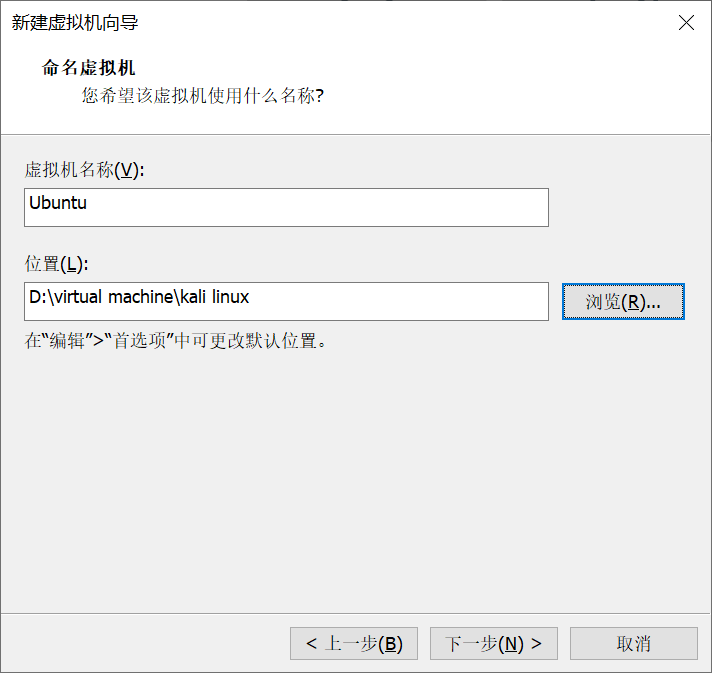 新建虚拟机向导
命名虚拟机
您希望该虚拟机使用什么名称?
虚拟机名称(V):
Ubuntu
位置(L):
D:\virtual machine\kali linux
浏览(R)...
在“编辑”>“首选项”中可更改默认位置。
< 上一步(B)
下一步(N) >
取消